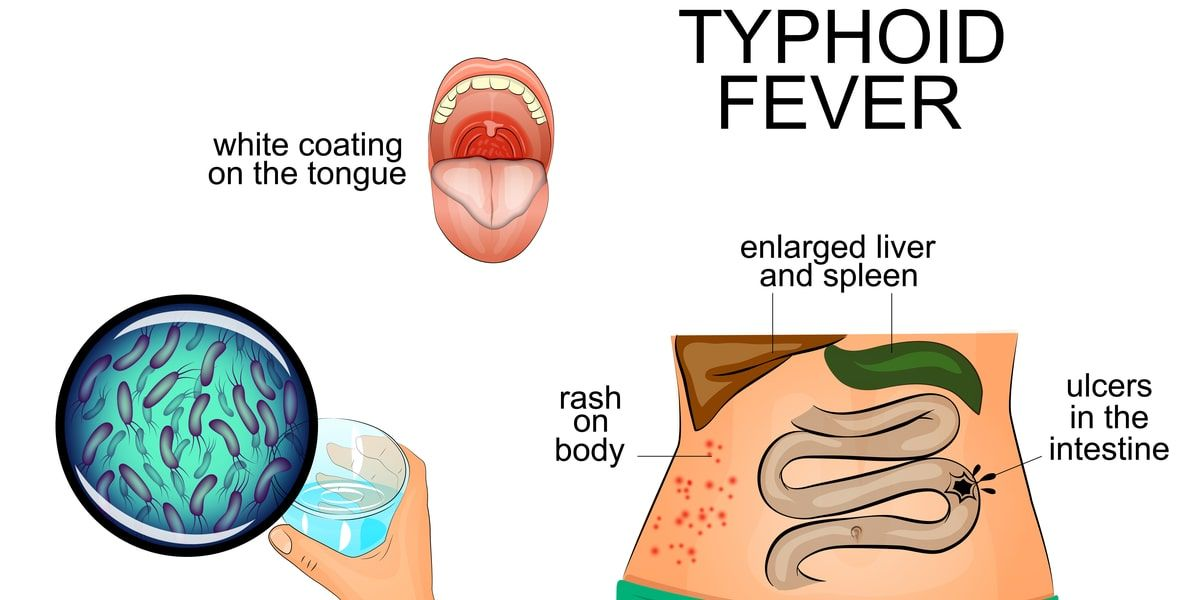 TYPHOID
FEVER
white coating
on the tongue
enlarged liver
and spleen
rash
on
body
ulcers
in the
intestine